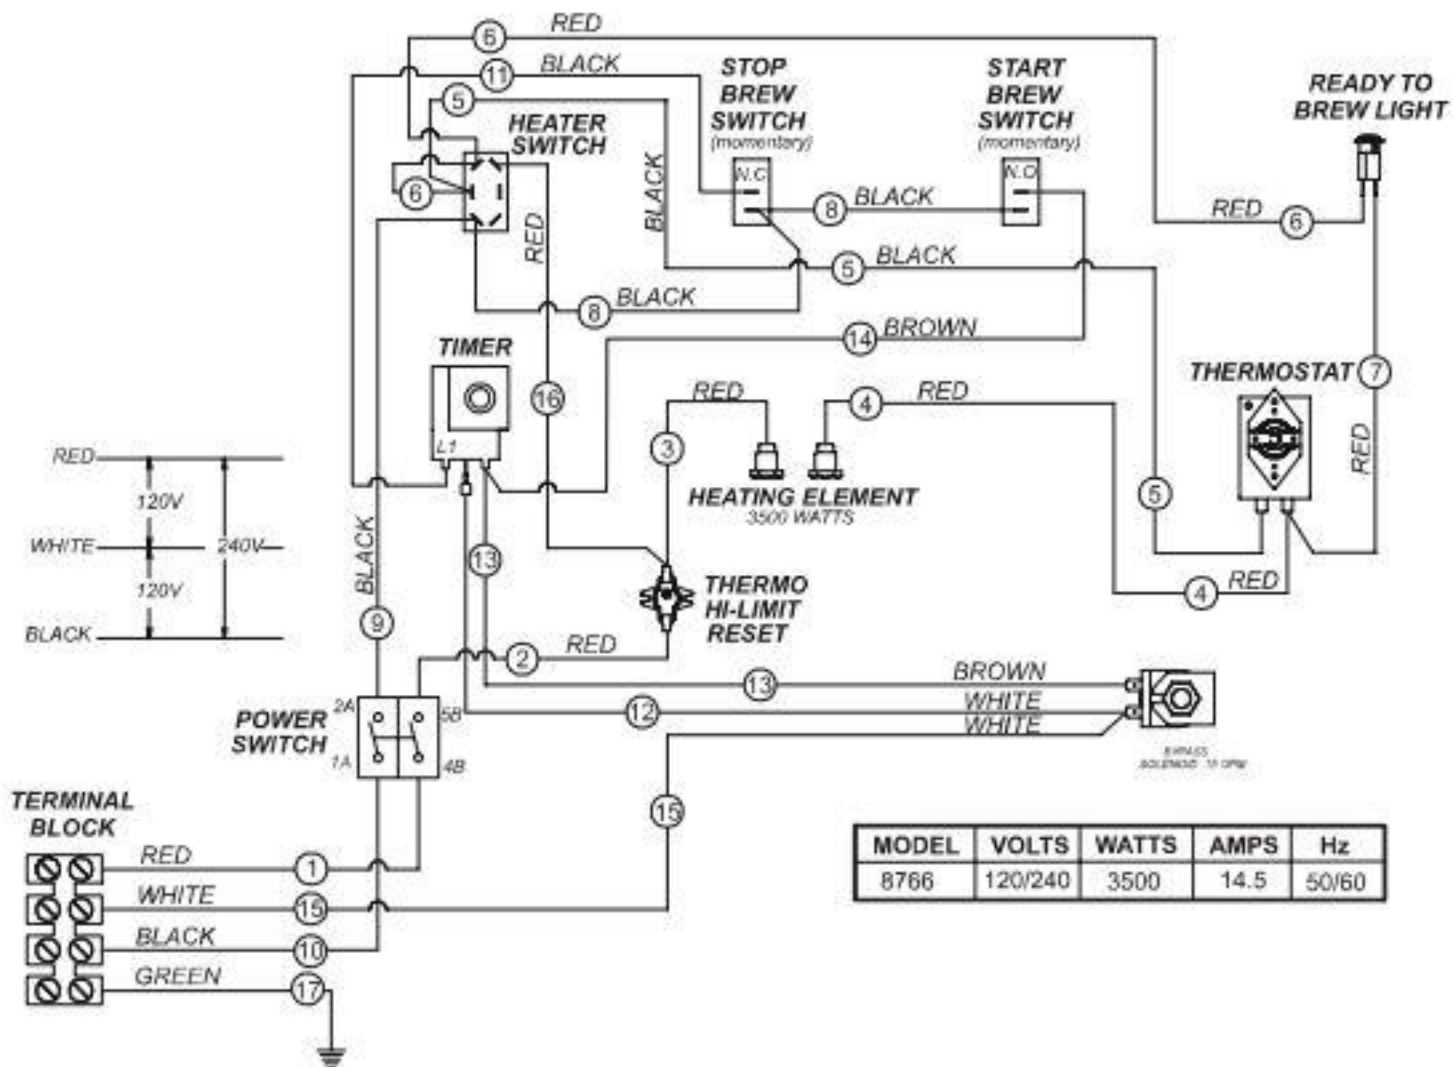 6
RED
11
BLACK
5
STOP
BREW
SWITCH
(momentary)
START
BREW
SWITCH
(momentary)
READY TO
BREW LIGHT
HEATER
SWITCH
N.C
N.O
6
RED
BLACK
8
BLACK
RED
6
5
BLACK
8
BLACK
14
BROWN
TIMER
L1
16
RED
3
4
RED
THERMOSTAT
7
RED
HEATING ELEMENT
3500 WATTS
5
RED
120V
WHITE
240V
120V
BLACK
BLACK
9
13
THERMO
HI-LIMIT
RESET
4
RED
2
RED
13
BROWN
12
WHITE
WHITE
POWER
SWITCH
2A
5B
1A
4B
BYPASS
15
TERMINAL
BLOCK
RED
1
WHITE
15
BLACK
10
GREEN
17
MODEL VOLTS WATTS AMPS Hz
8766 120/240 3500 14.5 50/60